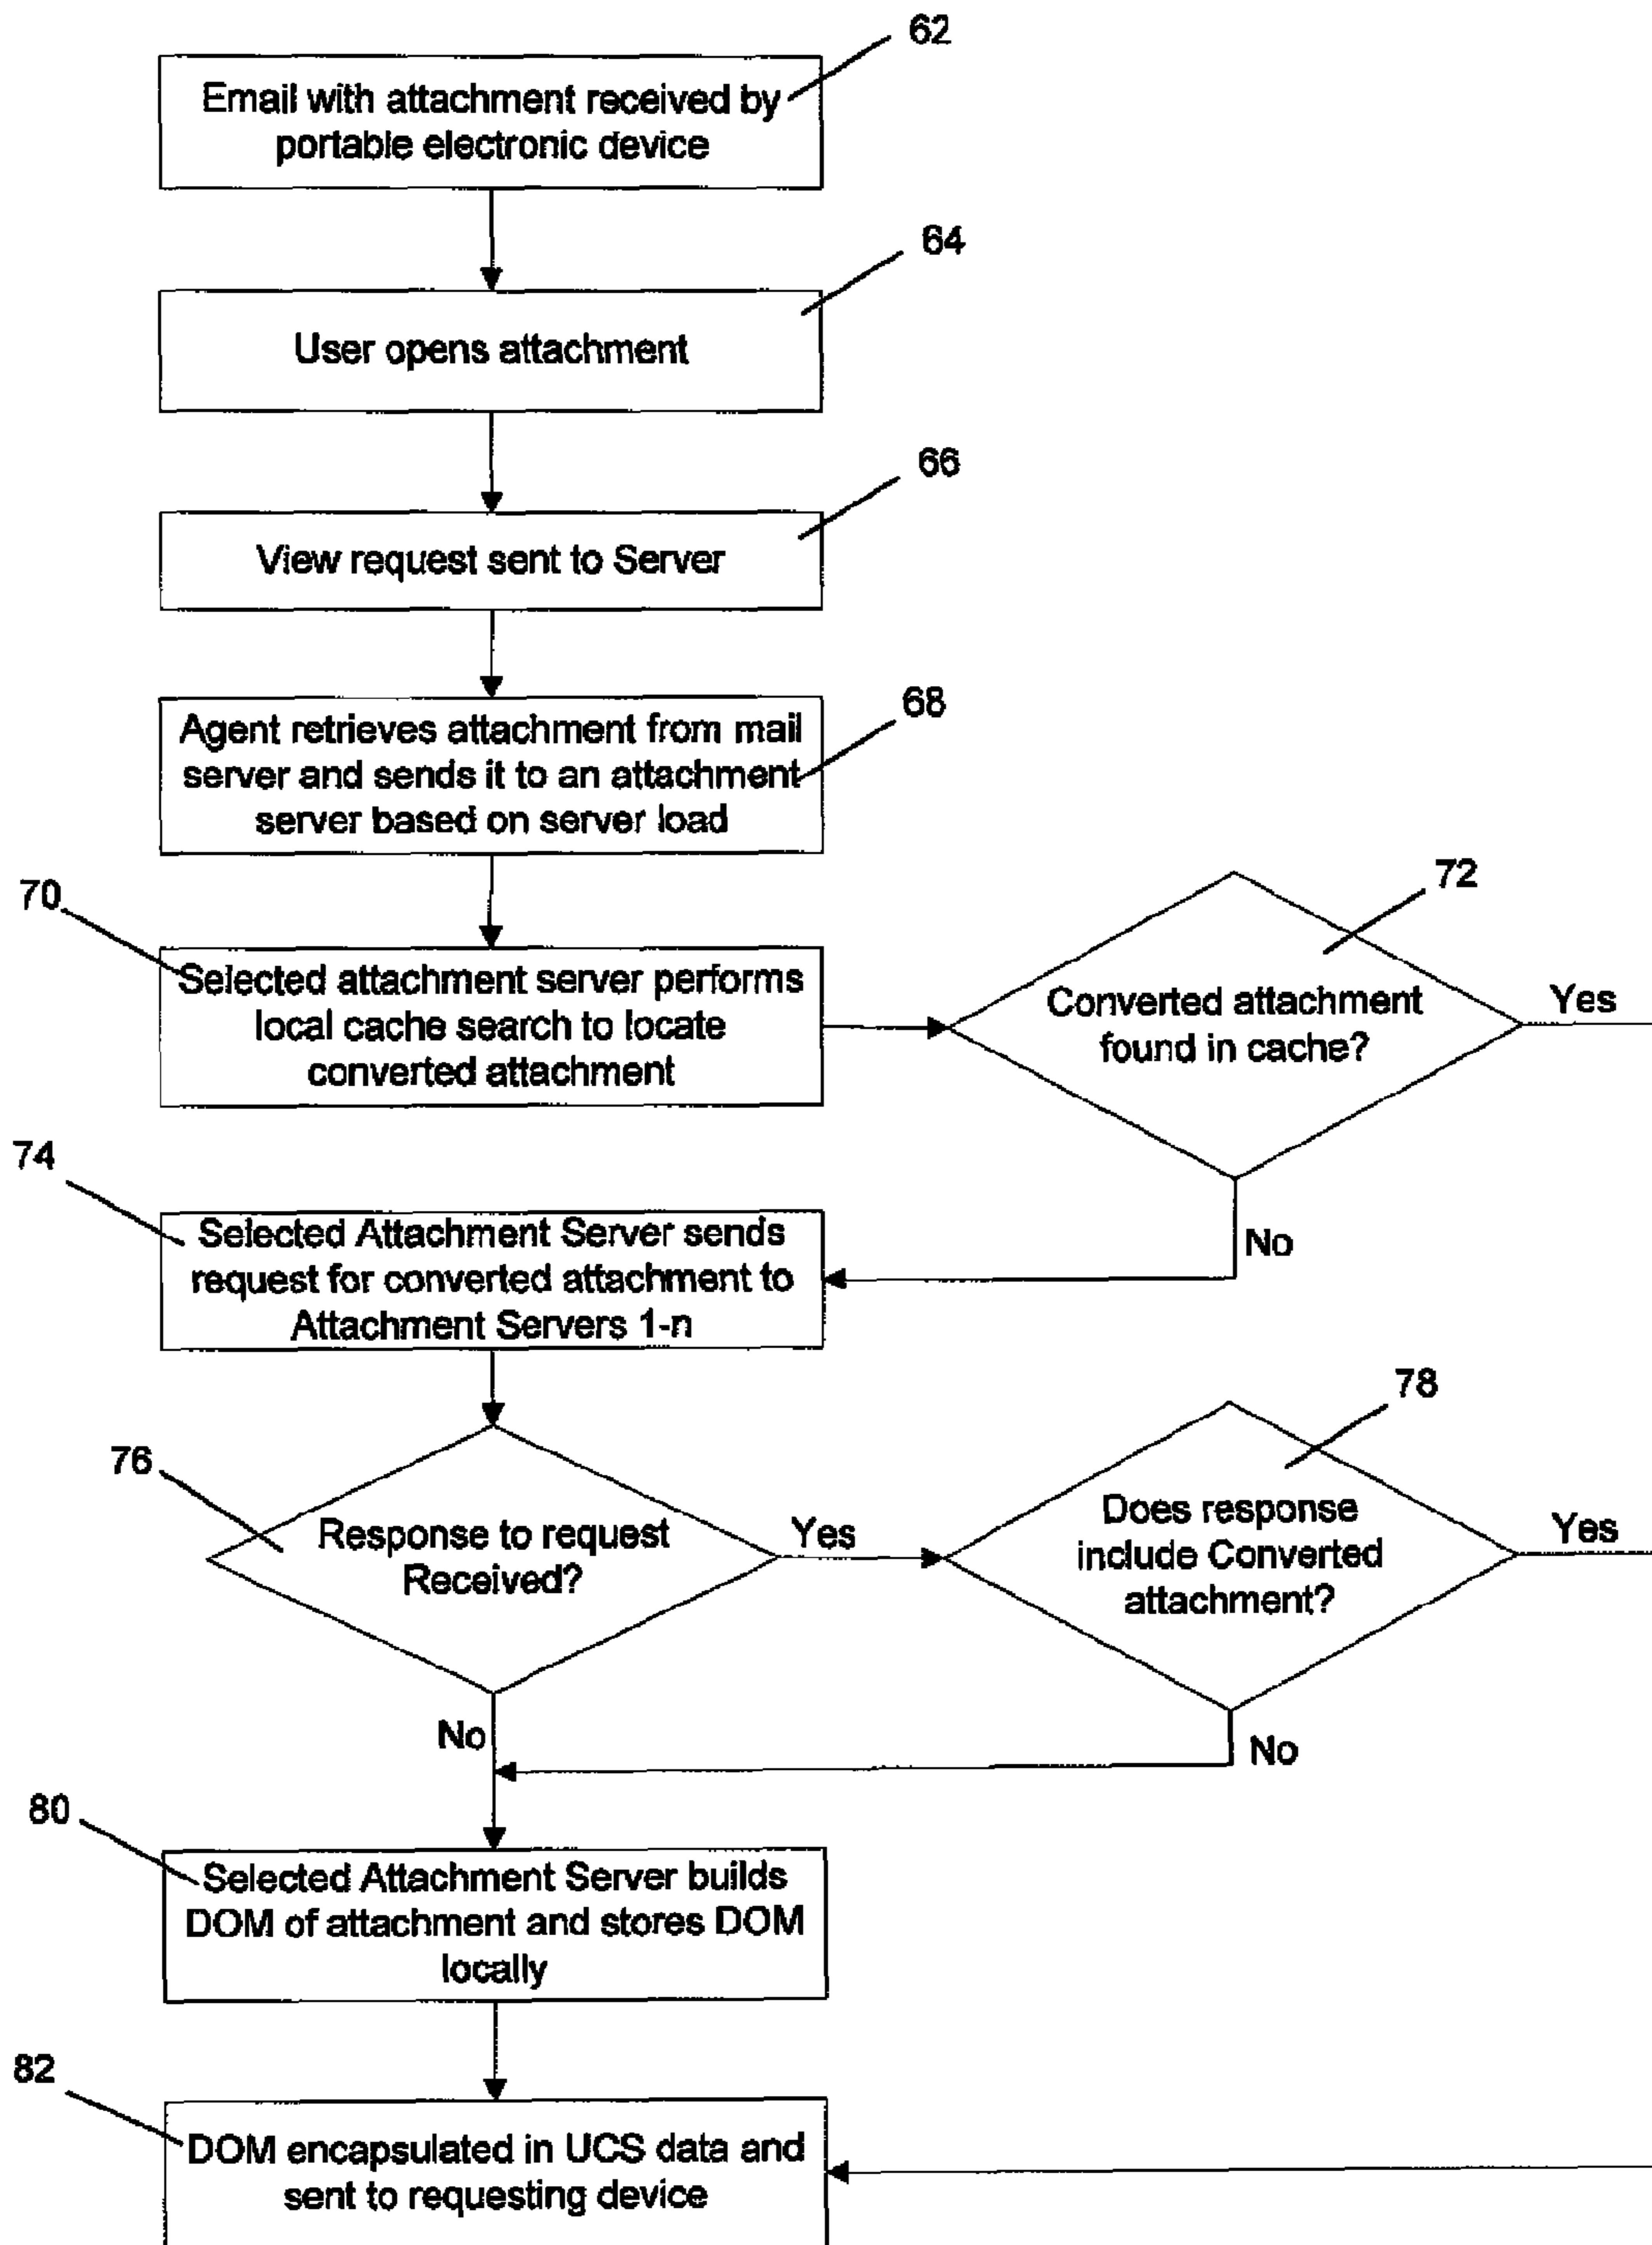 62
Email with attachment received by
portable electronic device
64
User opens attachment
66
View request sent to Server
68
Agent retrieves attachment from mail
server and sends it to an attachment
server based on server load
70
Selected attachment server performs
local cache search to locate
converted attachment
72
Converted attachment
found in cache?
Yes
No
74
Selected Attachment Server sends
request for converted attachment to
Attachment Servers 1-n
76
Response to request
Received?
Yes
No
78
Does response
include Converted
attachment?
Yes
No
80
Selected Attachment Server builds
DOM of attachment and stores DOM
locally
82
DOM encapsulated in UCS data and
sent to requesting device